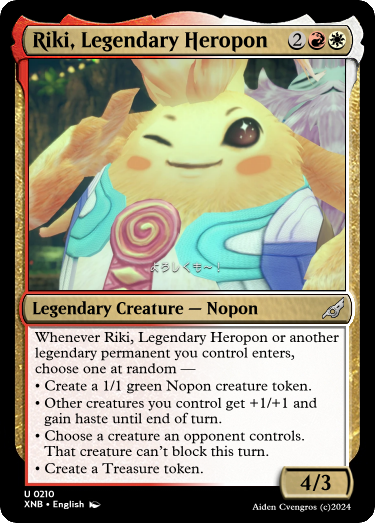 Riki, Legendary Heropon 2
よろしくも〜!
Legendary Creature — Nopon
Whenever Riki, Legendary Heropon or another
legendary permanent you control enters,
choose one at random —
• Create a 1/1 green Nopon creature token.
• Other creatures you control get +1/+1 and
gain haste until end of turn.
• Choose a creature an opponent controls.
That creature can't block this turn.
• Create a Treasure token.
4/3
U 0210
XNB • English
Aiden Cvengros (c)2024